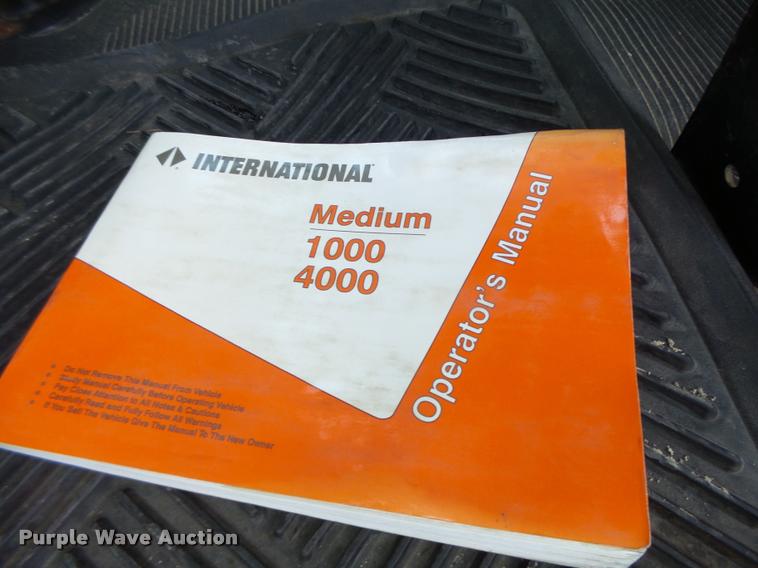 INTERNATIONAL
Medium
1000
4000
Operator's Manual
• Do Not Remove This Manual From Vehicle
• Study Manual Carefully Before Operating Vehicle
• Pay Close Attention to All Notes & Cautions
• Carefully Read and Fully Follow All Warnings
• If You Sell The Vehicle Give The Manual To The New Owner
Purple Wave Auction